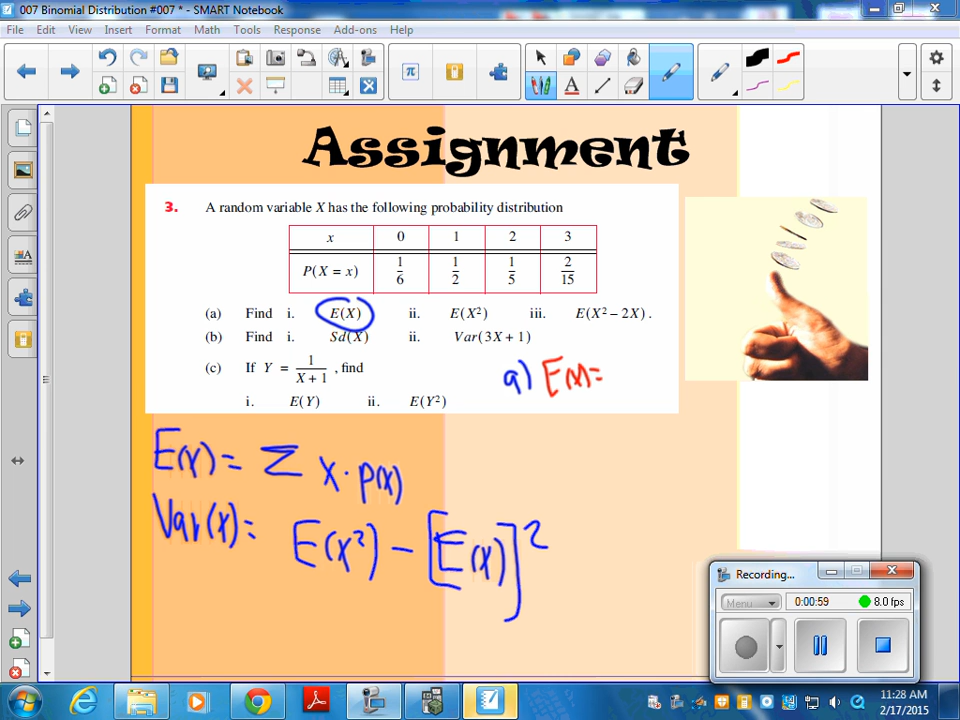 007 Binomial Distribution #007 * - SMART Notebook
File Edit View Insert Format Math Tools Response Add-ons Help
Assignment
3. A random variable X has the following probability distribution
x 0 1 2 3
P(X = x) 1/6 1/2 1/5 2/15
(a) Find i. E(X) ii. E(X²) iii. E(X² – 2X) .
(b) Find i. Sd(X) ii. Var(3X + 1)
(c) If Y = 1/(X + 1) , find
a) E(x)=
i. E(Y) ii. E(Y²)
E(x) = Σ x · p(x)
Var(x) = E(x²) – [E(x)]²
Recording...
Menu 0:00:59 8.0 fps
11:28 AM
2/17/2015